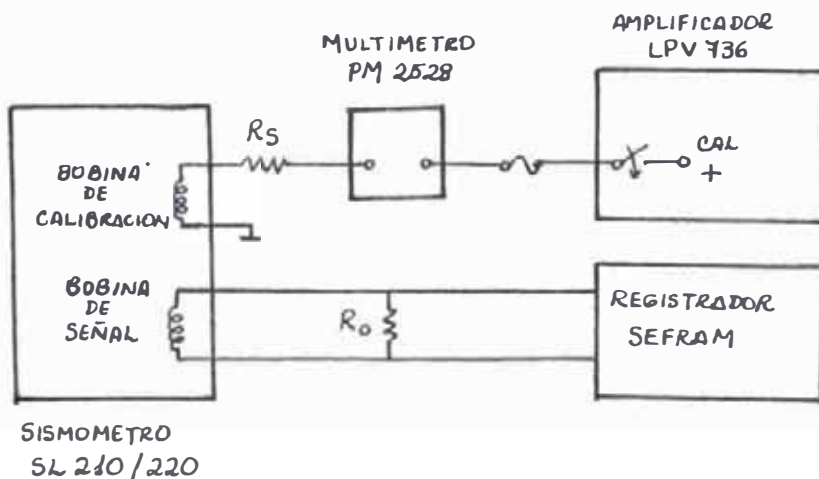 AMPLIFICADOR
LPV 736
MULTIMETRO
PM 2528
RS
CAL
+
BOBINA
DE
CALIBRACION
BOBINA
DE
SEÑAL
Ro
REGISTRADOR
SEFRAM
SISMOMETRO
SL 210/220